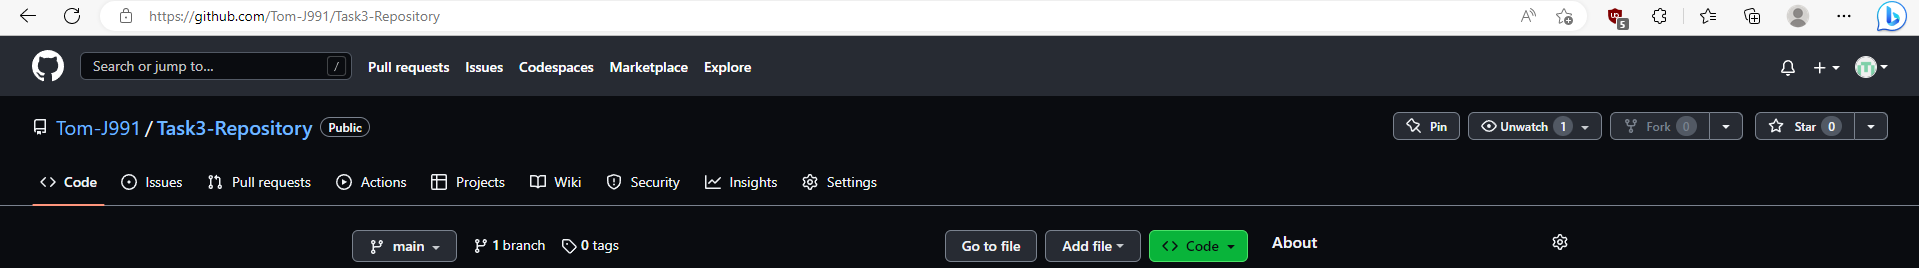 https://github.com/Tom-J991/Task3-Repository
5
Search or jump to... / Pull requests Issues Codespaces Marketplace Explore
Tom-J991 / Task3-Repository Public Pin Unwatch 1 Fork 0 Star 0
Code Issues Pull requests Actions Projects Wiki Security Insights Settings
main 1 branch 0 tags Go to file Add file Code About